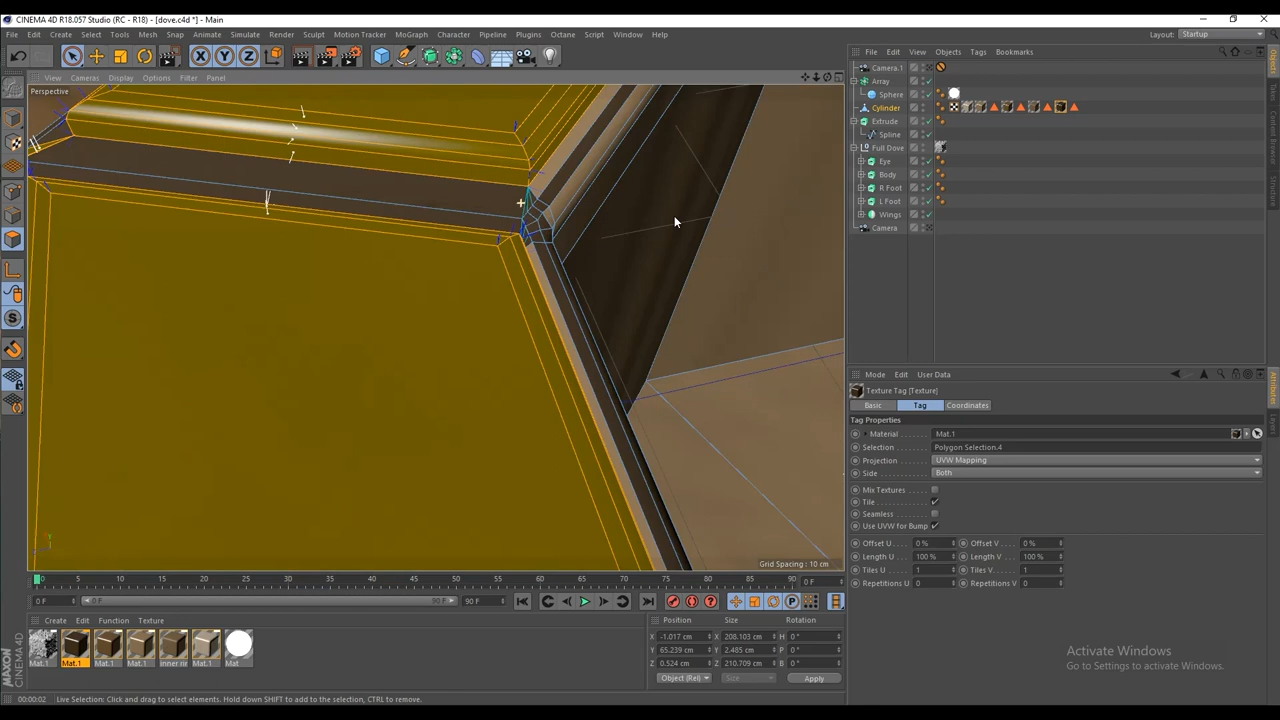 CINEMA 4D R18.057 Studio (RC - R18) - [dove.c4d *] - Main
File Edit Create Select Tools Mesh Snap Animate Simulate Render Sculpt Motion Tracker MoGraph Character Pipeline Plugins Octane Script Window Help
Layout: Startup
View Cameras Display Options Filter Panel
Perspective
Grid Spacing : 10 cm
File Edit View Objects Tags Bookmarks
Camera.1
Array
Sphere
Cylinder
Extrude
Spline
Full Dove
Eye
Body
R Foot
L Foot
Wings
Camera
Objects
Takes
Content Browser
Structure
Mode Edit User Data
Texture Tag [Texture]
Basic Tag Coordinates
Tag Properties
Material Mat.1
Selection Polygon Selection.4
Projection UVW Mapping
Side Both
Mix Textures
Tile
Seamless
Use UVW for Bump
Offset U 0 % Offset V 0 %
Length U 100 % Length V 100 %
Tiles U 1 Tiles V 1
Repetitions U 0 Repetitions V 0
Attributes
Layers
0 5 10 15 20 25 30 35 40 45 50 55 60 65 70 75 80 85 90 0 F
0 F 0 F 90 F 90 F
Create Edit Function Texture
Mat.1 Mat.1 Mat.1 Mat.1 inner rir Mat.1 Mat
Position Size Rotation
X -1.017 cm X 208.103 cm H 0 °
Y 65.239 cm Y 2.485 cm P 0 °
Z 0.524 cm Z 210.709 cm B 0 °
Object (Rel) Size Apply
MAXON CINEMA 4D
Activate Windows
Go to Settings to activate Windows.
00:00:02 Live Selection: Click and drag to select elements. Hold down SHIFT to add to the selection, CTRL to remove.